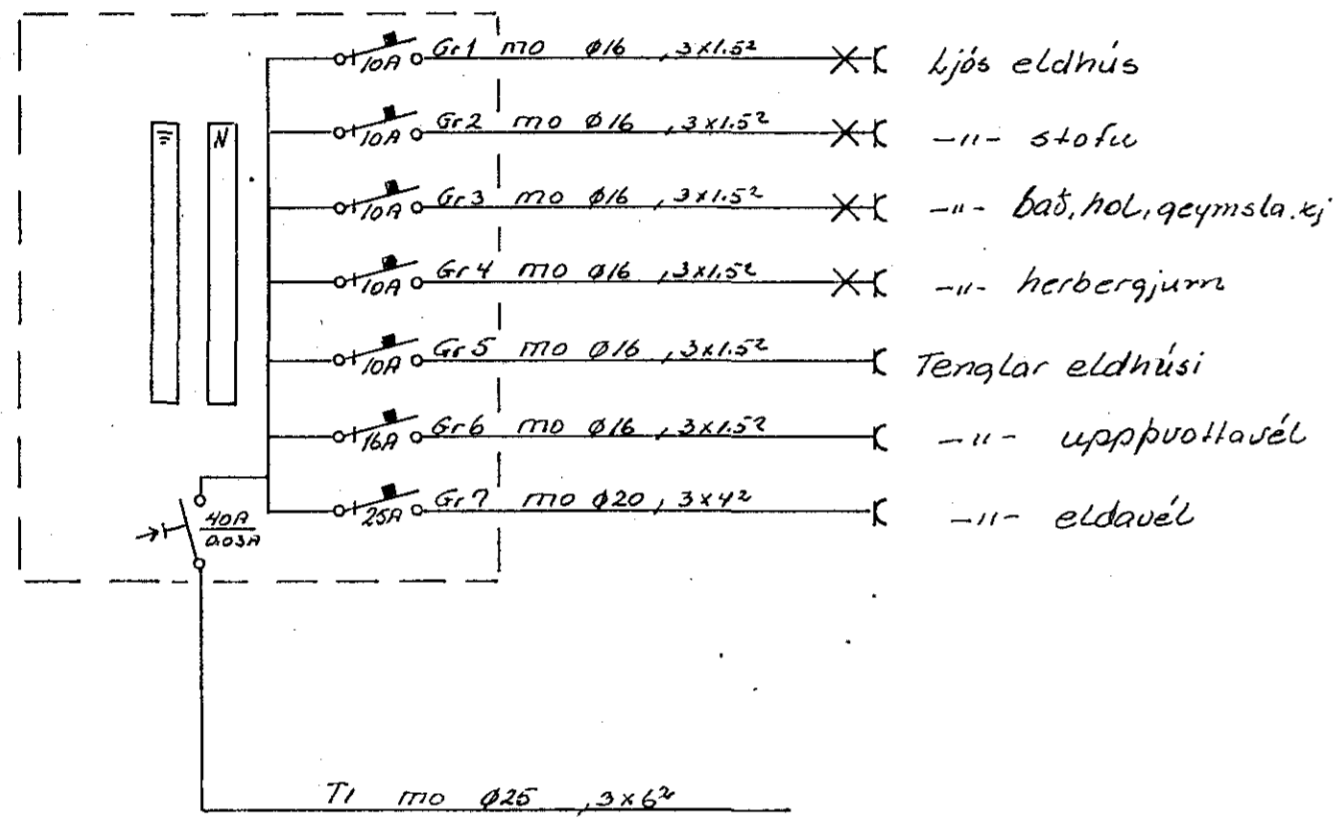 10A Gr1 mo ø16 , 3x1.5² Ljós eldhús
10A Gr2 mo ø16 , 3x1.5² -〃- stofu
N
10A Gr3 mo ø16 , 3x1.5² -〃- bað, hol, geymsla. kj
10A Gr4 mo ø16 , 3x1.5² -〃- herbergjum
10A Gr5 mo ø16 , 3x1.5² Tenglar eldhúsi
16A Gr6 mo ø16 , 3x1.5² -〃- uppþvottavél
25A Gr7 mo ø20 , 3x4² -〃- eldavél
40A
0.03A
T1 mo ø25 , 3x6²